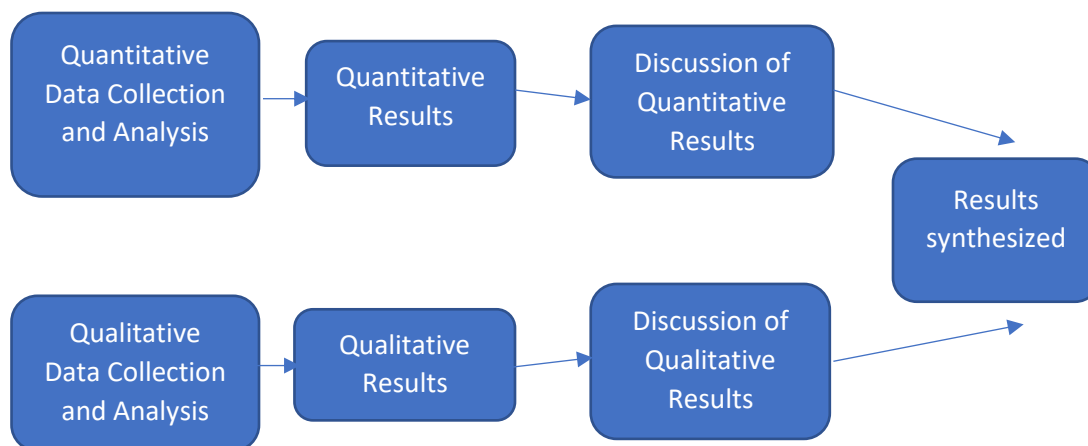 Quantitative
Data Collection
and Analysis
Quantitative
Results
Discussion of
Quantitative
Results
Results
synthesized
Qualitative
Data Collection
and Analysis
Qualitative
Results
Discussion of
Qualitative
Results